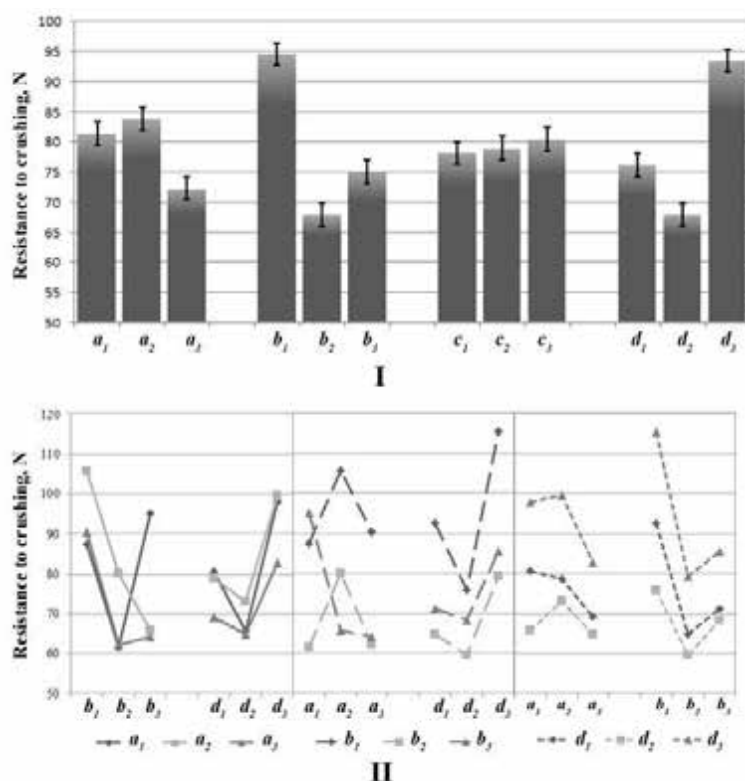 Resistance to crushing, N
100
95
90
85
80
75
70
65
60
55
50
a₁ a₂ a₃ b₁ b₂ b₃ c₁ c₂ c₃ d₁ d₂ d₃
I
Resistance to crushing, N
120
110
100
90
80
70
60
50
b₁ b₂ b₃ d₁ d₂ d₃ a₁ a₂ a₃ d₁ d₂ d₃ a₁ a₂ a₃ b₁ b₂ b₃
a₁ a₂ a₃ b₁ b₂ b₃ d₁ d₂ d₃
II